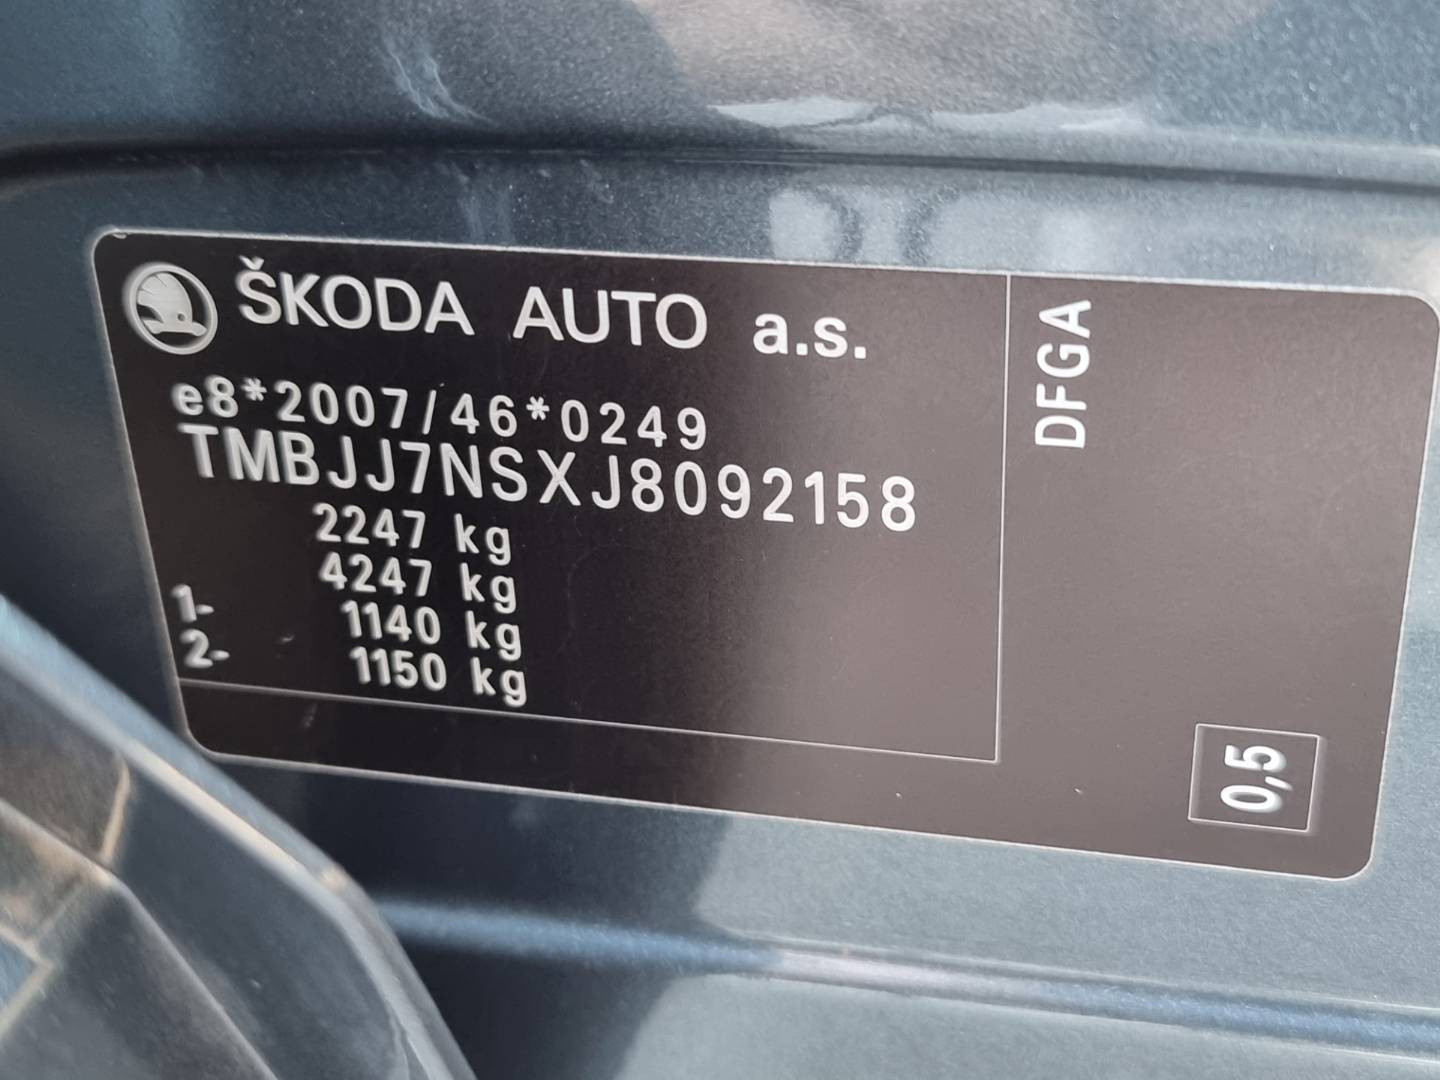 ŠKODA AUTO a.s.
e8*2007/46*0249
TMBJJ7NSXJ8092158
2247 kg
4247 kg
1- 1140 kg
2- 1150 kg
DFGA
0,5